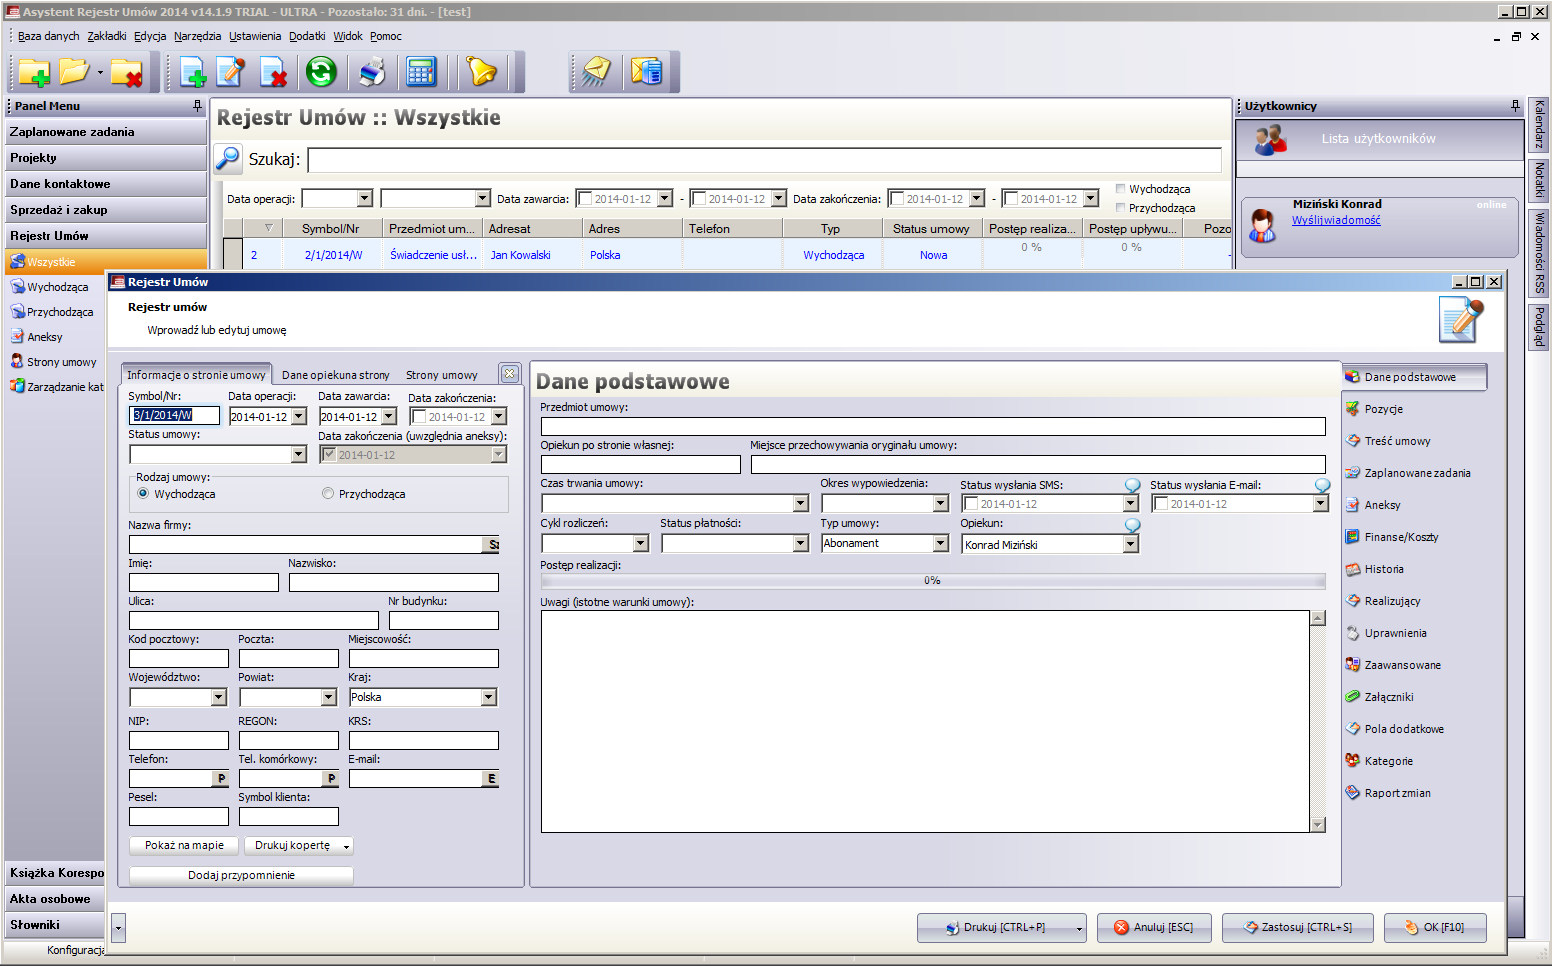 Asystent Rejestr Umów 2014 v14.1.9 TRIAL - ULTRA - Pozostało: 31 dni. - [test]
Baza danych Zakładki Edycja Narzędzia Ustawienia Dodatki Widok Pomoc
Panel Menu
Zaplanowane zadania
Projekty
Dane kontaktowe
Sprzedaż i zakup
Rejestr Umów
Wszystkie
Wychodząca
Przychodząca
Aneksy
Strony umowy
Zarządzanie kat
Książka Korespo
Akta osobowe
Słowniki
Konfiguracja
Rejestr Umów :: Wszystkie
Szukaj:
Data operacji: Data zawarcia: 2014-01-12 - 2014-01-12 Data zakończenia: 2014-01-12 - 2014-01-12 Wychodząca
Przychodząca
Symbol/Nr Przedmiot um... Adresat Adres Telefon Typ Status umowy Postęp realiza... Postęp upływu... Pozo
2 2/1/2014/W Świadczenie usł... Jan Kowalski Polska Wychodząca Nowa 0 % 0 % -
Użytkownicy
Lista użytkowników
Miziński Konrad online
Wyślij wiadomość
Kalendarz
Notatki
Wiadomości RSS
Podgląd
Rejestr Umów
Rejestr umów
Wprowadź lub edytuj umowę
Informacje o stronie umowy Dane opiekuna strony Strony umowy
Symbol/Nr: Data operacji: Data zawarcia: Data zakończenia:
3/1/2014/W 2014-01-12 2014-01-12 2014-01-12
Status umowy: Data zakończenia (uwzględnia aneksy):
2014-01-12
Rodzaj umowy:
Wychodząca Przychodząca
Nazwa firmy:
Sz
Imię: Nazwisko:
Ulica: Nr budynku:
Kod pocztowy: Poczta: Miejscowość:
Województwo: Powiat: Kraj:
Polska
NIP: REGON: KRS:
Telefon: Tel. komórkowy: E-mail:
P P E
Pesel: Symbol klienta:
Pokaż na mapie Drukuj kopertę
Dodaj przypomnienie
Dane podstawowe
Przedmiot umowy:
Opiekun po stronie własnej: Miejsce przechowywania oryginału umowy:
Czas trwania umowy: Okres wypowiedzenia: Status wysłania SMS: Status wysłania E-mail:
2014-01-12 2014-01-12
Cykl rozliczeń: Status płatności: Typ umowy: Opiekun:
Abonament Konrad Miziński
Postęp realizacji:
0%
Uwagi (istotne warunki umowy):
Dane podstawowe
Pozycje
Treść umowy
Zaplanowane zadania
Aneksy
Finanse/Koszty
Historia
Realizujący
Uprawnienia
Zaawansowane
Załączniki
Pola dodatkowe
Kategorie
Raport zmian
Drukuj [CTRL+P] Anuluj [ESC] Zastosuj [CTRL+S] OK [F10]